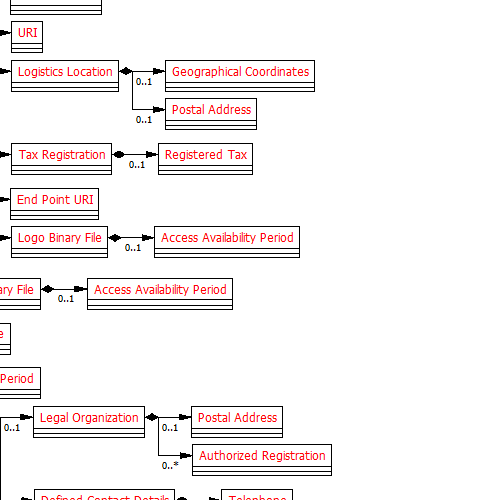 URI
Logistics Location
Geographical Coordinates
0..1
Postal Address
0..1
Tax Registration
Registered Tax
0..1
End Point URI
Logo Binary File
Access Availability Period
0..1
ary File
Access Availability Period
0..1
e
Period
Legal Organization
Postal Address
0..1
0..1
Authorized Registration
0..*
Defined Contact Details
Telephone